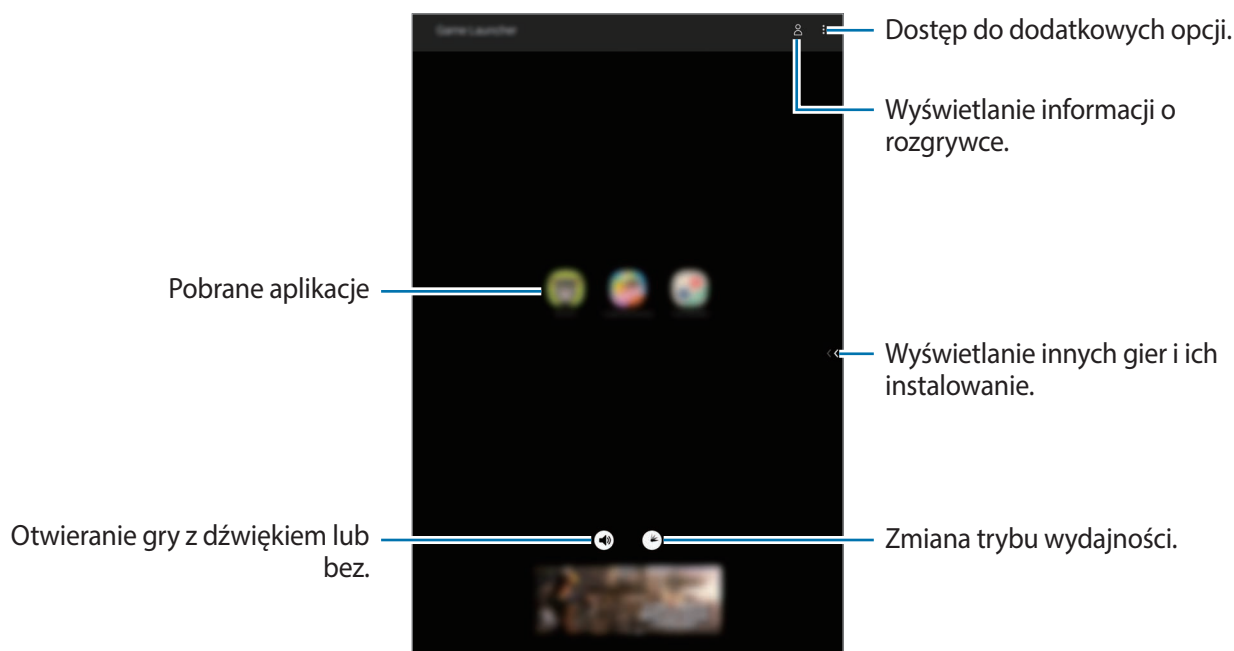 Game Launcher
Dostęp do dodatkowych opcji.
Wyświetlanie informacji o
rozgrywce.
Pobrane aplikacje
Wyświetlanie innych gier i ich
instalowanie.
Otwieranie gry z dźwiękiem lub
bez.
Zmiana trybu wydajności.